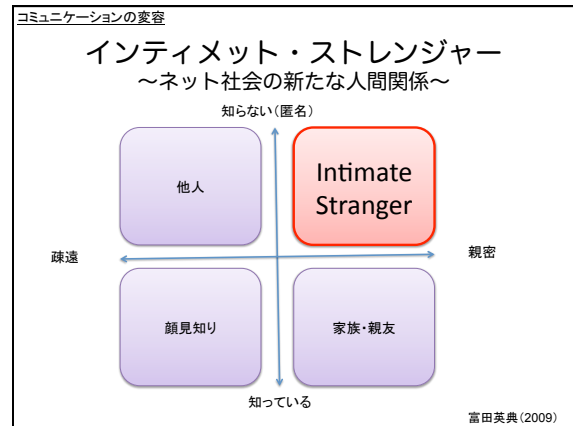 コミュニケーションの変容
インティメット・ストレンジャー
～ネット社会の新たな人間関係～
知らない(匿名)
他人
Intimate
Stranger
疎遠
親密
顔見知り
家族・親友
知っている
富田英典(2009)